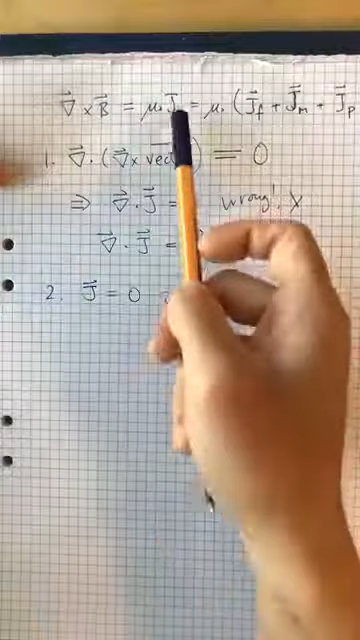 ∇⃗ × B⃗ = μ₀ J⃗ = μ₀ (J⃗f + J⃗m + J⃗p
1. ∇⃗ · (∇⃗ × vec) = 0
⇒ ∇⃗ · J⃗ = wrong! X
∇⃗ · J⃗ =
2. J⃗ = 0